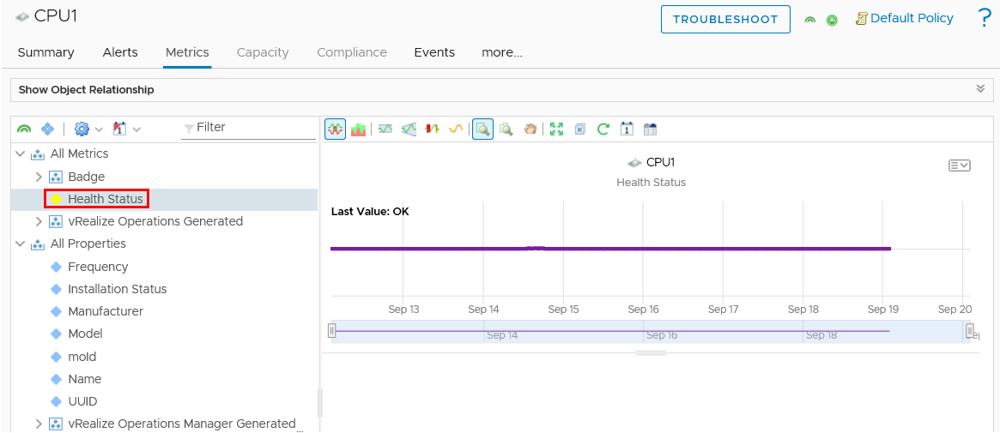 CPU1
TROUBLESHOOT
Default Policy
?
Summary Alerts Metrics Capacity Compliance Events more...
Show Object Relationship
Filter
All Metrics
Badge
Health Status
vRealize Operations Generated
All Properties
Frequency
Installation Status
Manufacturer
Model
moId
Name
UUID
vRealize Operations Manager Generated...
CPU1
Health Status
Last Value: OK
Sep 13 Sep 14 Sep 15 Sep 16 Sep 17 Sep 18 Sep 19 Sep 20
Sep 14 Sep 16 Sep 18